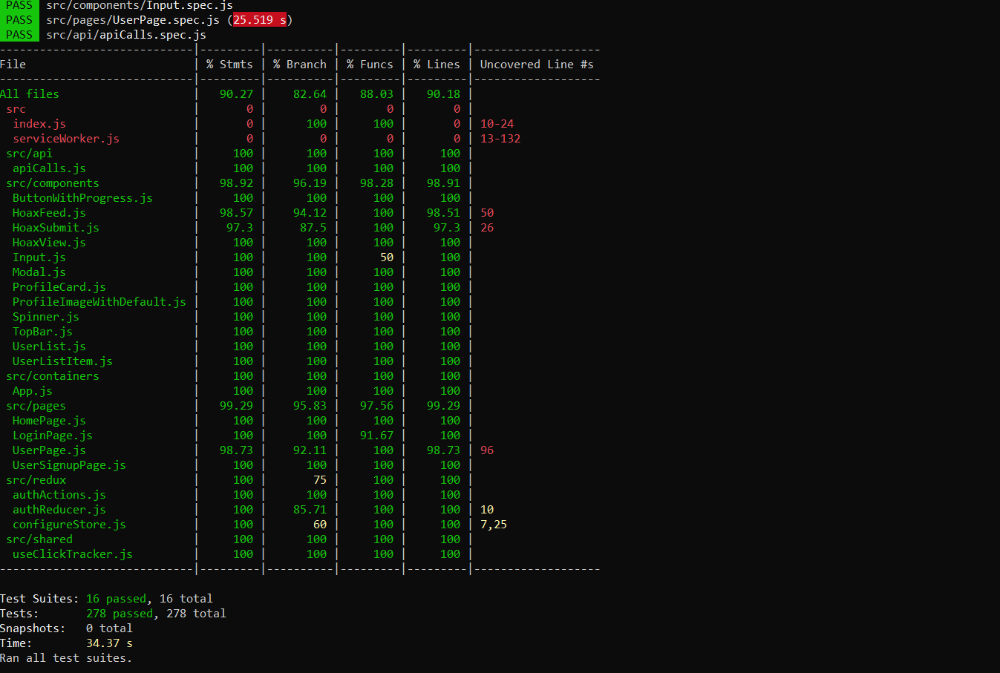 PASS src/components/Input.spec.js
PASS src/pages/UserPage.spec.js (25.519 s)
PASS src/api/apiCalls.spec.js
-----------------------------|---------|----------|---------|---------|-------------------
File                         | % Stmts | % Branch | % Funcs | % Lines | Uncovered Line #s
-----------------------------|---------|----------|---------|---------|-------------------
All files                    |   90.27 |    82.64 |   88.03 |   90.18 |
 src                         |       0 |        0 |       0 |       0 |
  index.js                   |       0 |      100 |     100 |       0 | 10-24
  serviceWorker.js           |       0 |        0 |       0 |       0 | 13-132
 src/api                     |     100 |      100 |     100 |     100 |
  apiCalls.js                |     100 |      100 |     100 |     100 |
 src/components              |   98.92 |    96.19 |   98.28 |   98.91 |
  ButtonWithProgress.js      |     100 |      100 |     100 |     100 |
  HoaxFeed.js                |   98.57 |    94.12 |     100 |   98.51 | 50
  HoaxSubmit.js              |    97.3 |     87.5 |     100 |    97.3 | 26
  HoaxView.js                |     100 |      100 |     100 |     100 |
  Input.js                   |     100 |      100 |      50 |     100 |
  Modal.js                   |     100 |      100 |     100 |     100 |
  ProfileCard.js             |     100 |      100 |     100 |     100 |
  ProfileImageWithDefault.js |     100 |      100 |     100 |     100 |
  Spinner.js                 |     100 |      100 |     100 |     100 |
  TopBar.js                  |     100 |      100 |     100 |     100 |
  UserList.js                |     100 |      100 |     100 |     100 |
  UserListItem.js            |     100 |      100 |     100 |     100 |
 src/containers              |     100 |      100 |     100 |     100 |
  App.js                     |     100 |      100 |     100 |     100 |
 src/pages                   |   99.29 |    95.83 |   97.56 |   99.29 |
  HomePage.js                |     100 |      100 |     100 |     100 |
  LoginPage.js               |     100 |      100 |   91.67 |     100 |
  UserPage.js                |   98.73 |    92.11 |     100 |   98.73 | 96
  UserSignupPage.js          |     100 |      100 |     100 |     100 |
 src/redux                   |     100 |       75 |     100 |     100 |
  authActions.js             |     100 |      100 |     100 |     100 |
  authReducer.js             |     100 |    85.71 |     100 |     100 | 10
  configureStore.js          |     100 |       60 |     100 |     100 | 7,25
 src/shared                  |     100 |      100 |     100 |     100 |
  useClickTracker.js         |     100 |      100 |     100 |     100 |
-----------------------------|---------|----------|---------|---------|-------------------
Test Suites: 16 passed, 16 total
Tests:       278 passed, 278 total
Snapshots:   0 total
Time:        34.37 s
Ran all test suites.